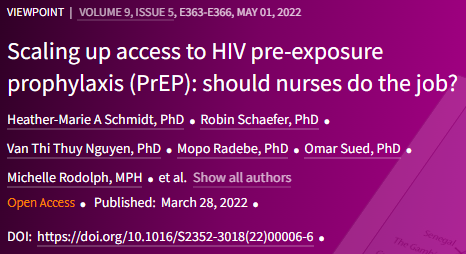 VIEWPOINT | VOLUME 9, ISSUE 5, E363-E366, MAY 01, 2022
Scaling up access to HIV pre-exposure
prophylaxis (PrEP): should nurses do the job?
Heather-Marie A Schmidt, PhD • Robin Schaefer, PhD •
Van Thi Thuy Nguyen, PhD • Mopo Radebe, PhD • Omar Sued, PhD •
Michelle Rodolph, MPH • et al. Show all authors
Open Access • Published: March 28, 2022 •
DOI: https://doi.org/10.1016/S2352-3018(22)00006-6 •
Senegal
The Gambia